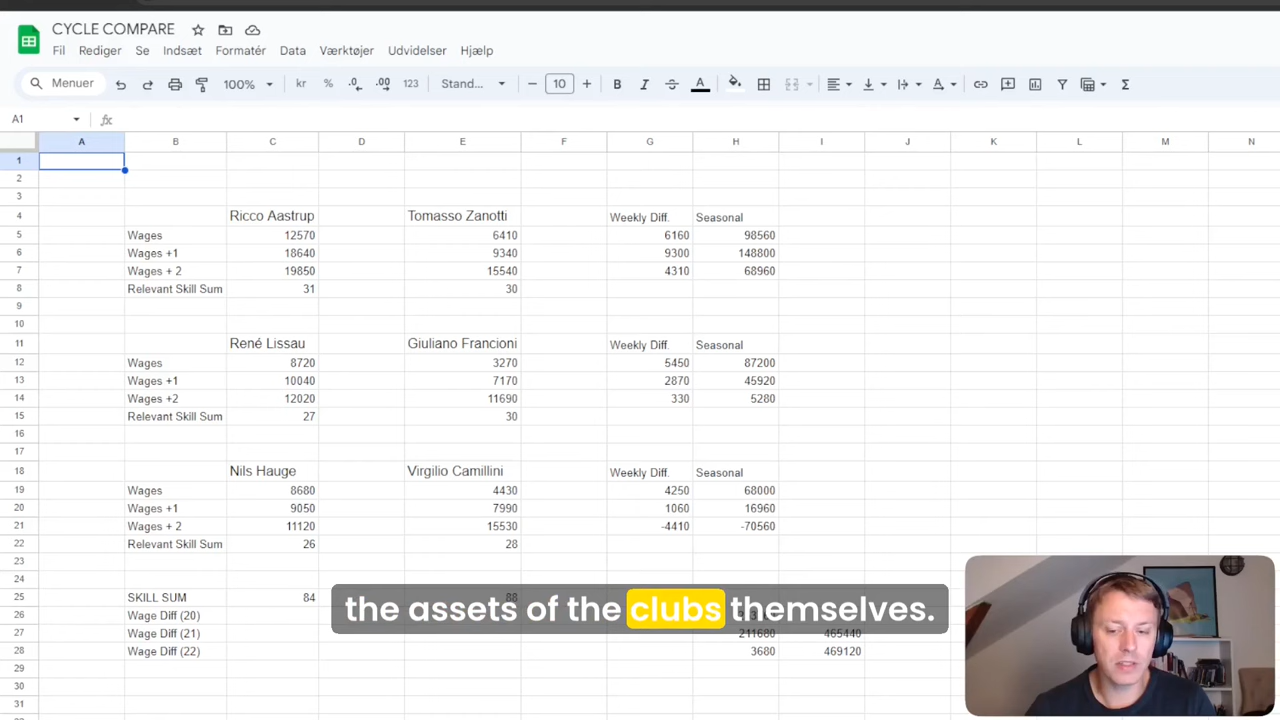 CYCLE COMPARE
Fil Rediger Se Indsæt Formatér Data Værktøjer Udvidelser Hjælp
Menuer 100% kr % .0 .00 123 Stand... 10 B I A Σ
A1 fx
A B C D E F G H I J K L M N
1
2
3
4 Ricco Aastrup Tomasso Zanotti Weekly Diff. Seasonal
5 Wages 12570 6410 6160 98560
6 Wages +1 18640 9340 9300 148800
7 Wages + 2 19850 15540 4310 68960
8 Relevant Skill Sum 31 30
9
10
11 René Lissau Giuliano Francioni Weekly Diff. Seasonal
12 Wages 8720 3270 5450 87200
13 Wages +1 10040 7170 2870 45920
14 Wages +2 12020 11690 330 5280
15 Relevant Skill Sum 27 30
16
17
18 Nils Hauge Virgilio Camillini Weekly Diff. Seasonal
19 Wages 8680 4430 4250 68000
20 Wages +1 9050 7990 1060 16960
21 Wages + 2 11120 15530 -4410 -70560
22 Relevant Skill Sum 26 28
23
24
25 SKILL SUM 84 88
the assets of the clubs themselves.
26 Wage Diff (20)
27 Wage Diff (21) 211680 465440
28 Wage Diff (22) 3680 469120
29
30
31